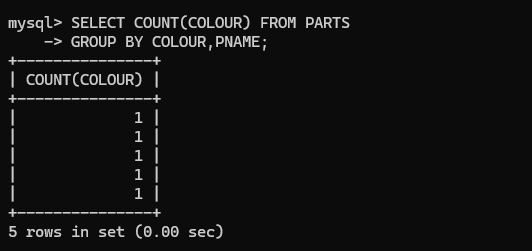 mysql> SELECT COUNT(COLOUR) FROM PARTS
    -> GROUP BY COLOUR,PNAME;
+---------------+
| COUNT(COLOUR) |
+---------------+
|             1 |
|             1 |
|             1 |
|             1 |
|             1 |
+---------------+
5 rows in set (0.00 sec)